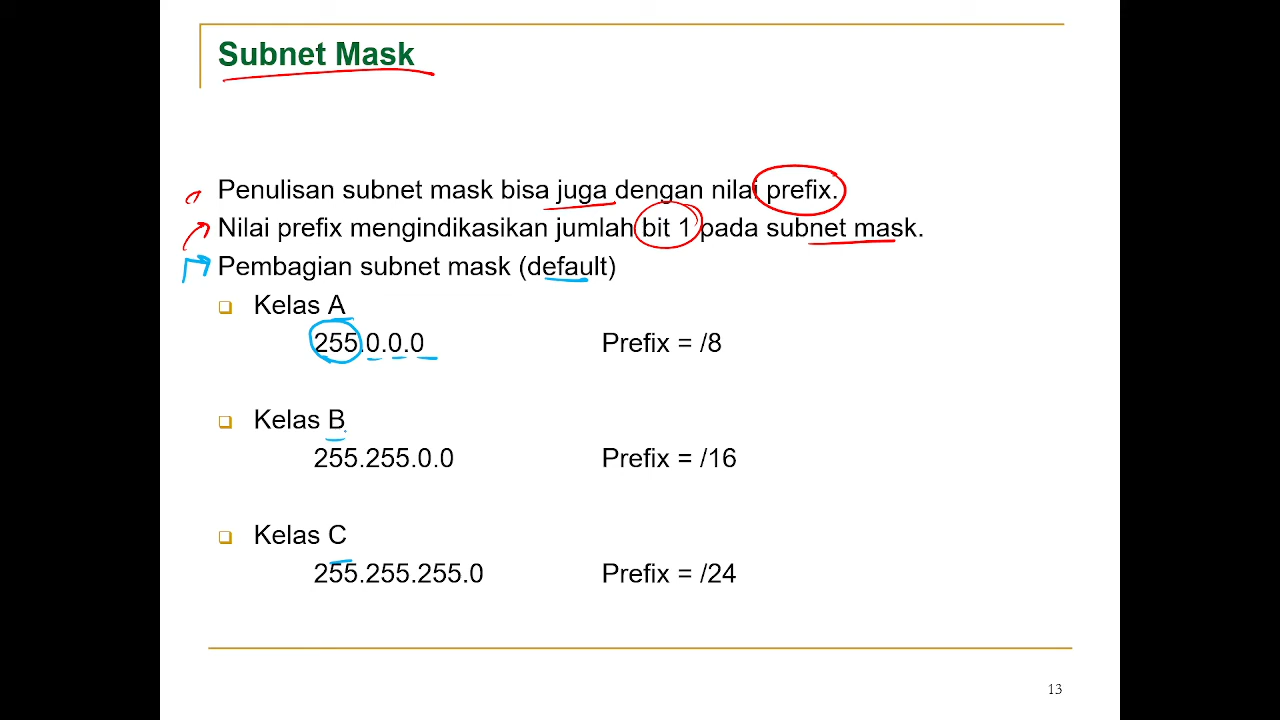 Subnet Mask
Penulisan subnet mask bisa juga dengan nilai prefix.
Nilai prefix mengindikasikan jumlah bit 1 pada subnet mask.
Pembagian subnet mask (default)
Kelas A
255.0.0.0 Prefix = /8
Kelas B
255.255.0.0 Prefix = /16
Kelas C
255.255.255.0 Prefix = /24
13